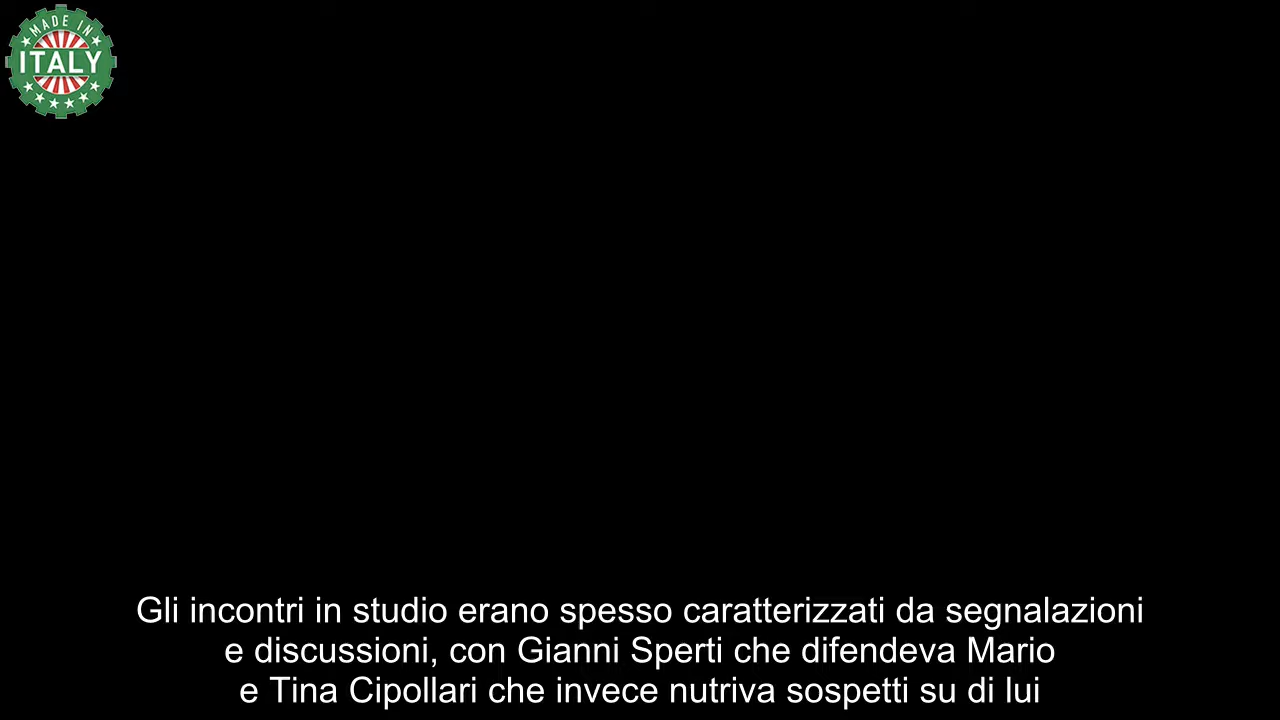 MADE IN
ITALY
Gli incontri in studio erano spesso caratterizzati da segnalazioni
e discussioni, con Gianni Sperti che difendeva Mario
e Tina Cipollari che invece nutriva sospetti su di lui